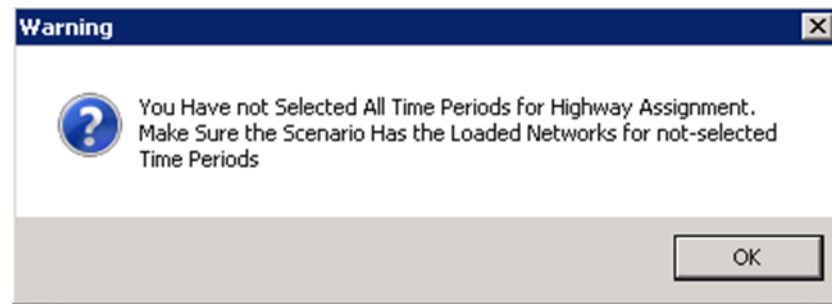 Warning
You Have not Selected All Time Periods for Highway Assignment.
Make Sure the Scenario Has the Loaded Networks for not-selected
Time Periods
OK